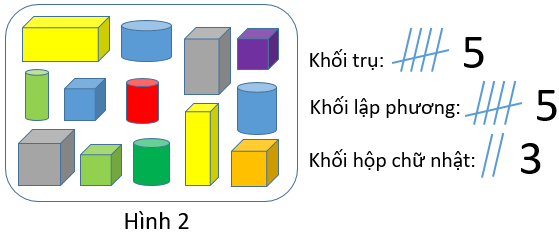 Khối trụ: 5
Khối lập phương: 5
Khối hộp chữ nhật: 3
Hình 2